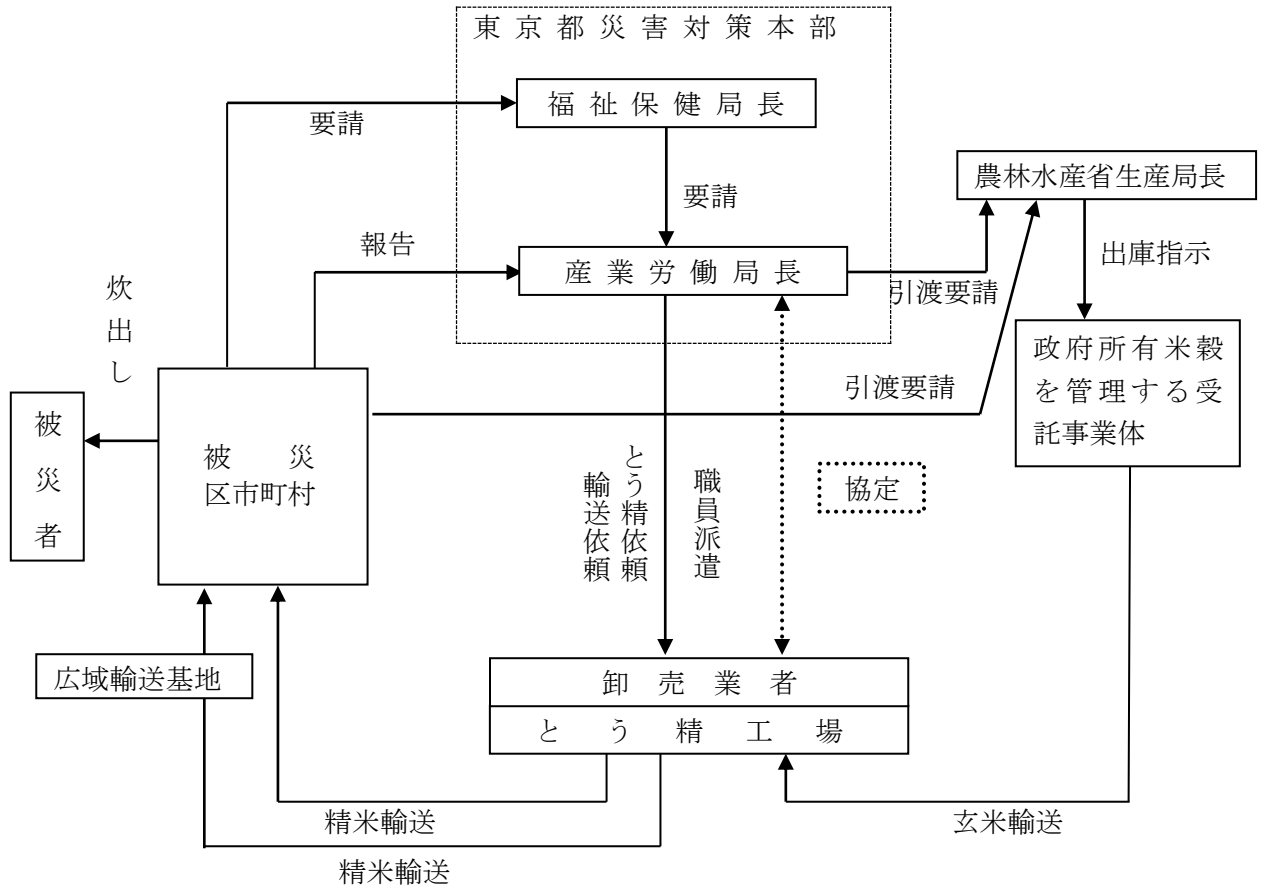 東京都災害対策本部
福祉保健局長
要請
要請
農林水産省生産局長
報告
産業労働局長
引渡要請
出庫指示
炊出し
政府所有米穀
を管理する受
託事業体
引渡要請
被災者
被災
区市町村
とう精依頼
輸送依頼
職員派遣
協定
広域輸送基地
卸売業者
とう精工場
精米輸送
玄米輸送
精米輸送